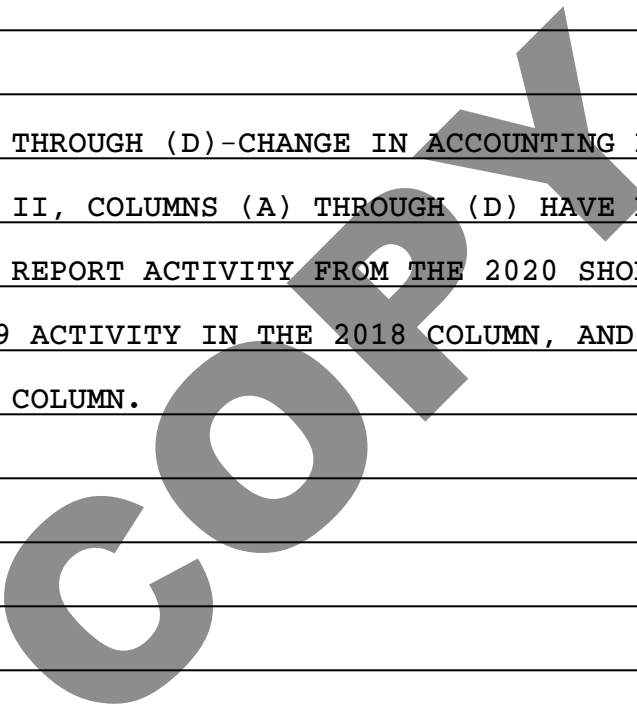 THROUGH (D)-CHANGE IN ACCOUNTING
II, COLUMNS (A) THROUGH (D) HAVE
REPORT ACTIVITY FROM THE 2020
9 ACTIVITY IN THE 2018 COLUMN, AND
COLUMN.
COPY